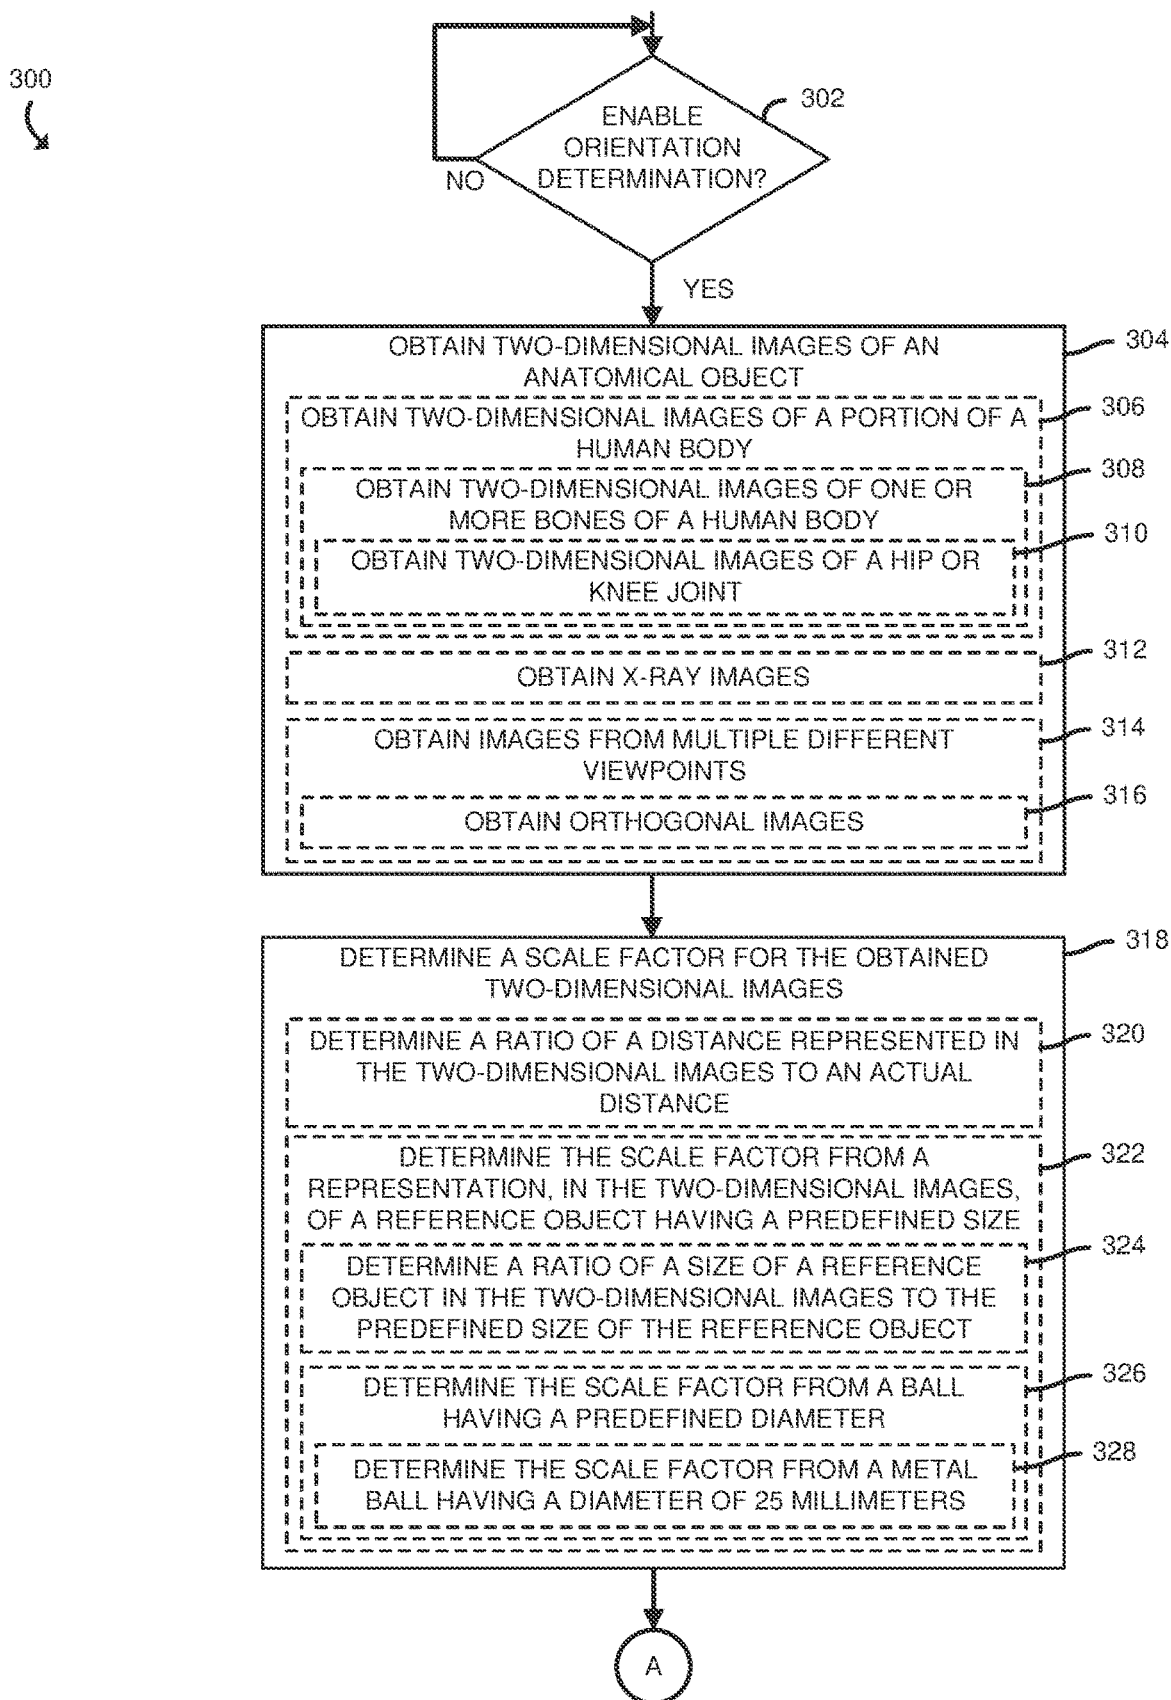 300
302
ENABLE
ORIENTATION
DETERMINATION?
NO
YES
304
OBTAIN TWO-DIMENSIONAL IMAGES OF AN
ANATOMICAL OBJECT
306
OBTAIN TWO-DIMENSIONAL IMAGES OF A PORTION OF A
HUMAN BODY
308
OBTAIN TWO-DIMENSIONAL IMAGES OF ONE OR
MORE BONES OF A HUMAN BODY
310
OBTAIN TWO-DIMENSIONAL IMAGES OF A HIP OR
KNEE JOINT
312
OBTAIN X-RAY IMAGES
314
OBTAIN IMAGES FROM MULTIPLE DIFFERENT
VIEWPOINTS
316
OBTAIN ORTHOGONAL IMAGES
318
DETERMINE A SCALE FACTOR FOR THE OBTAINED
TWO-DIMENSIONAL IMAGES
320
DETERMINE A RATIO OF A DISTANCE REPRESENTED IN
THE TWO-DIMENSIONAL IMAGES TO AN ACTUAL
DISTANCE
322
DETERMINE THE SCALE FACTOR FROM A
REPRESENTATION, IN THE TWO-DIMENSIONAL IMAGES,
OF A REFERENCE OBJECT HAVING A PREDEFINED SIZE
324
DETERMINE A RATIO OF A SIZE OF A REFERENCE
OBJECT IN THE TWO-DIMENSIONAL IMAGES TO THE
PREDEFINED SIZE OF THE REFERENCE OBJECT
326
DETERMINE THE SCALE FACTOR FROM A BALL
HAVING A PREDEFINED DIAMETER
328
DETERMINE THE SCALE FACTOR FROM A METAL
BALL HAVING A DIAMETER OF 25 MILLIMETERS
A